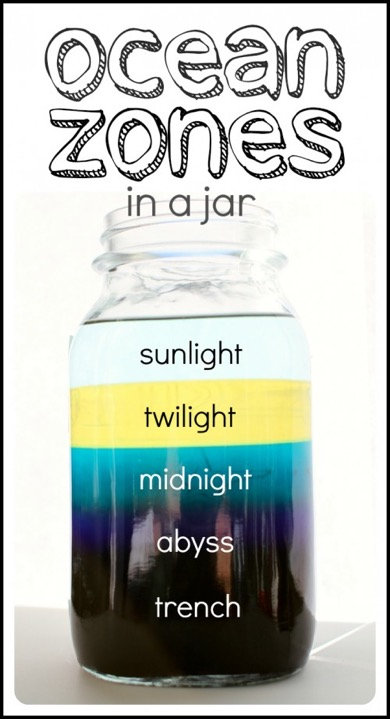 ocean
zones
in a jar
sunlight
twilight
midnight
abyss
trench